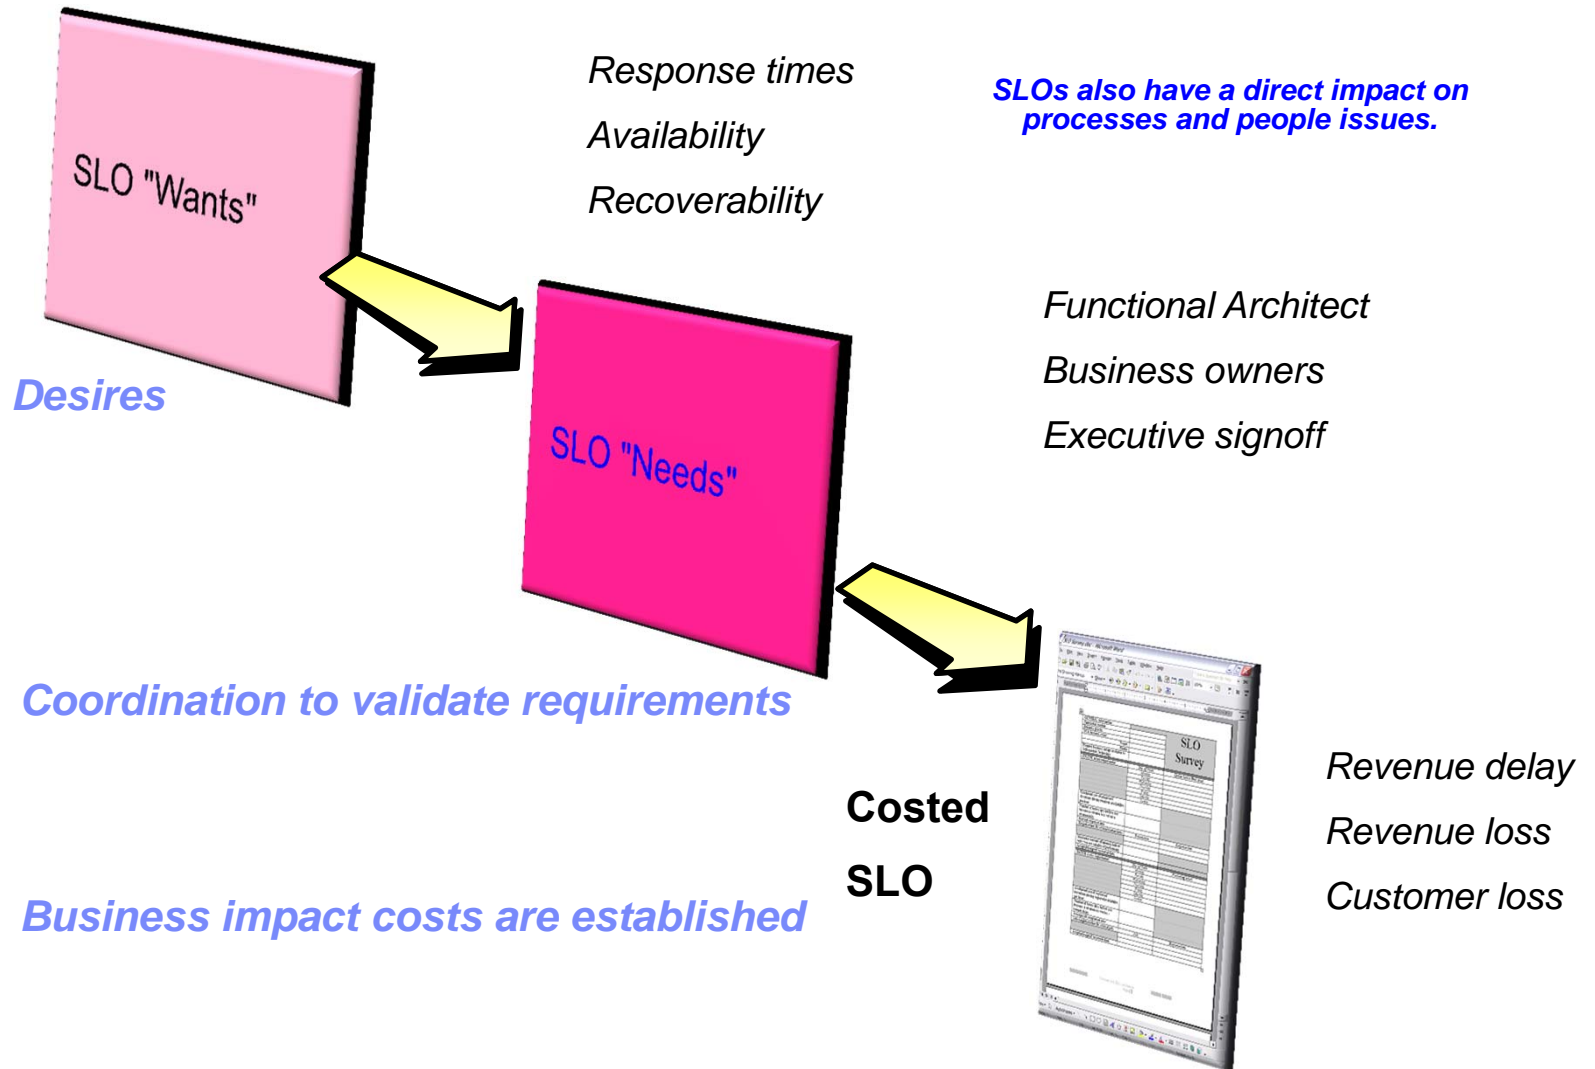 Response times
SLOs also have a direct impact on
processes and people issues.
Availability
Recoverability
SLO "Wants"
Functional Architect
Business owners
Executive signoff
Desires
SLO "Needs"
Coordination to validate requirements
SLO
Survey
Costed
SLO
Revenue delay
Revenue loss
Customer loss
Business impact costs are established